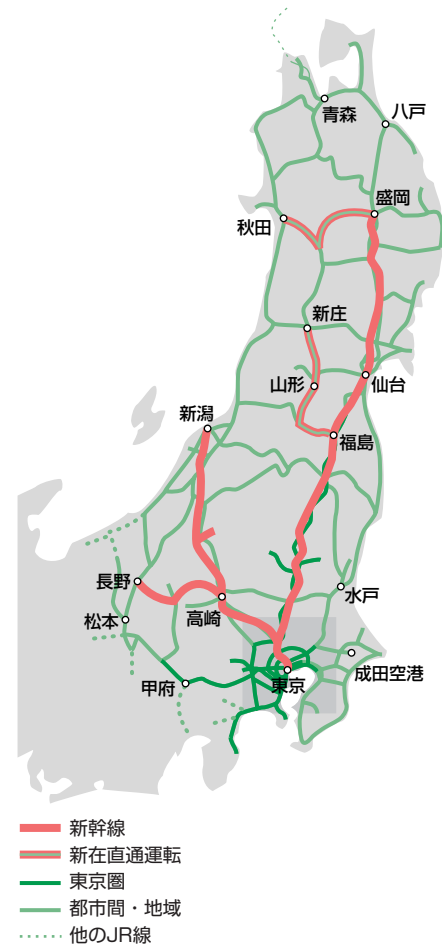 青森
八戸
盛岡
秋田
新庄
山形
仙台
新潟
福島
長野
高崎
水戸
松本
成田空港
甲府
東京
新幹線
新在直通運転
東京圏
都市間・地域
他のJR線